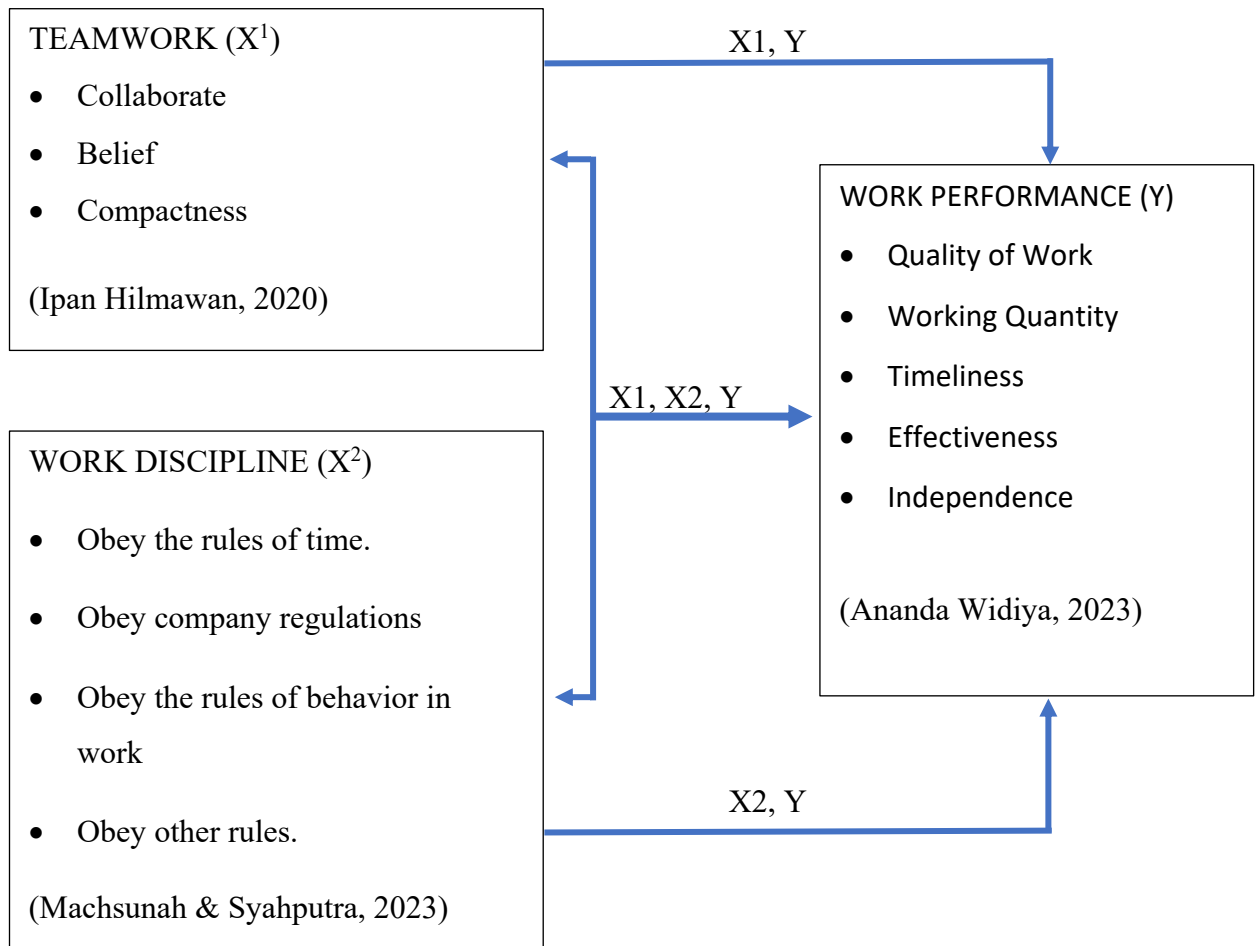 TEAMWORK (X¹)
• Collaborate
• Belief
• Compactness
(Ipan Hilmawan, 2020)
X1, Y
WORK PERFORMANCE (Y)
• Quality of Work
• Working Quantity
• Timeliness
• Effectiveness
• Independence
(Ananda Widiya, 2023)
X1, X2, Y
WORK DISCIPLINE (X²)
• Obey the rules of time.
• Obey company regulations
• Obey the rules of behavior in
work
• Obey other rules.
(Machsunah & Syahputra, 2023)
X2, Y